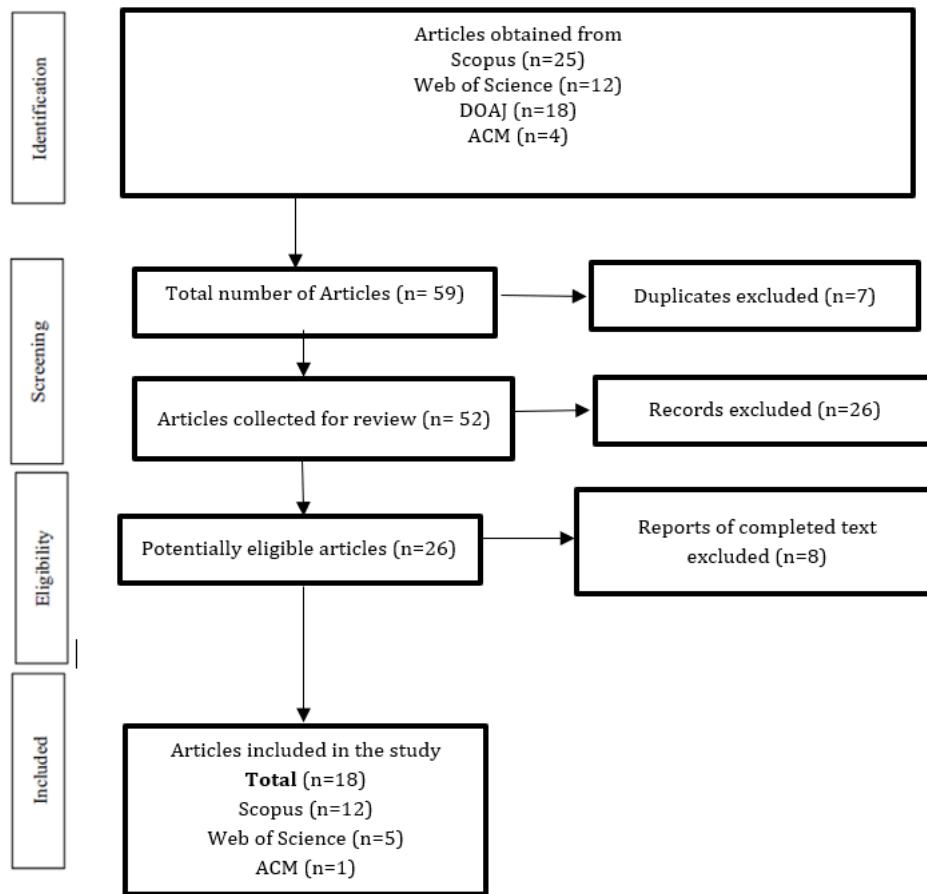 Identification
Articles obtained from
Scopus (n=25)
Web of Science (n=12)
DOAJ (n=18)
ACM (n=4)
Screening
Total number of Articles (n= 59)
Duplicates excluded (n=7)
Articles collected for review (n= 52)
Records excluded (n=26)
Eligibility
Potentially eligible articles (n=26)
Reports of completed text
excluded (n=8)
Included
Articles included in the study
Total (n=18)
Scopus (n=12)
Web of Science (n=5)
ACM (n=1)